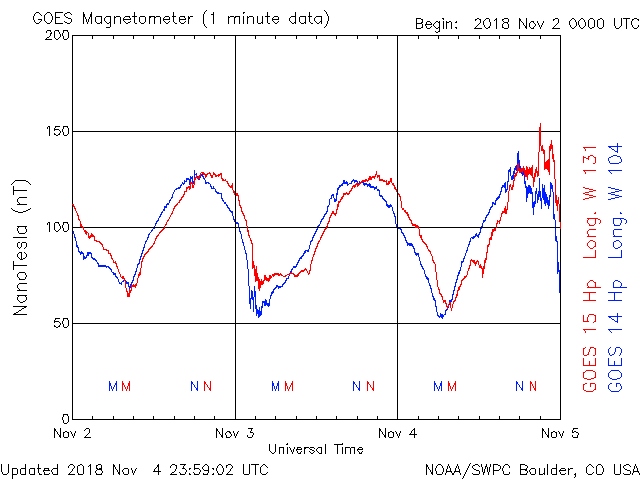 GOES Magnetometer (1 minute data)
Begin: 2018 Nov 2 0000 UTC
200
150
100
50
0
NanoTesla (nT)
M M N N M M N N M M N N
Nov 2 Nov 3 Nov 4 Nov 5
Universal Time
GOES 15 Hp Long. W 131
GOES 14 Hp Long. W 104
Updated 2018 Nov 4 23:59:02 UTC
NOAA/SWPC Boulder, CO USA